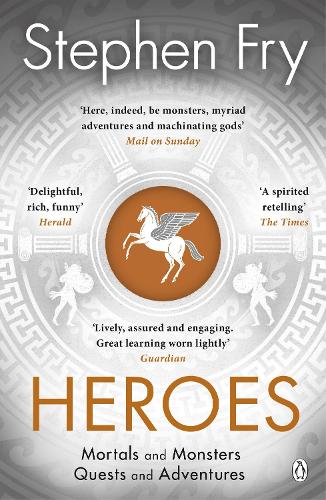 Stephen Fry
‘Here, indeed, be monsters, myriad
adventures and machinating gods’
Mail on Sunday
‘Delightful,
rich, funny’
Herald
‘A spirited
retelling’
The Times
‘Lively, assured and engaging.
Great learning worn lightly’
Guardian
HEROES
Mortals and Monsters
Quests and Adventures